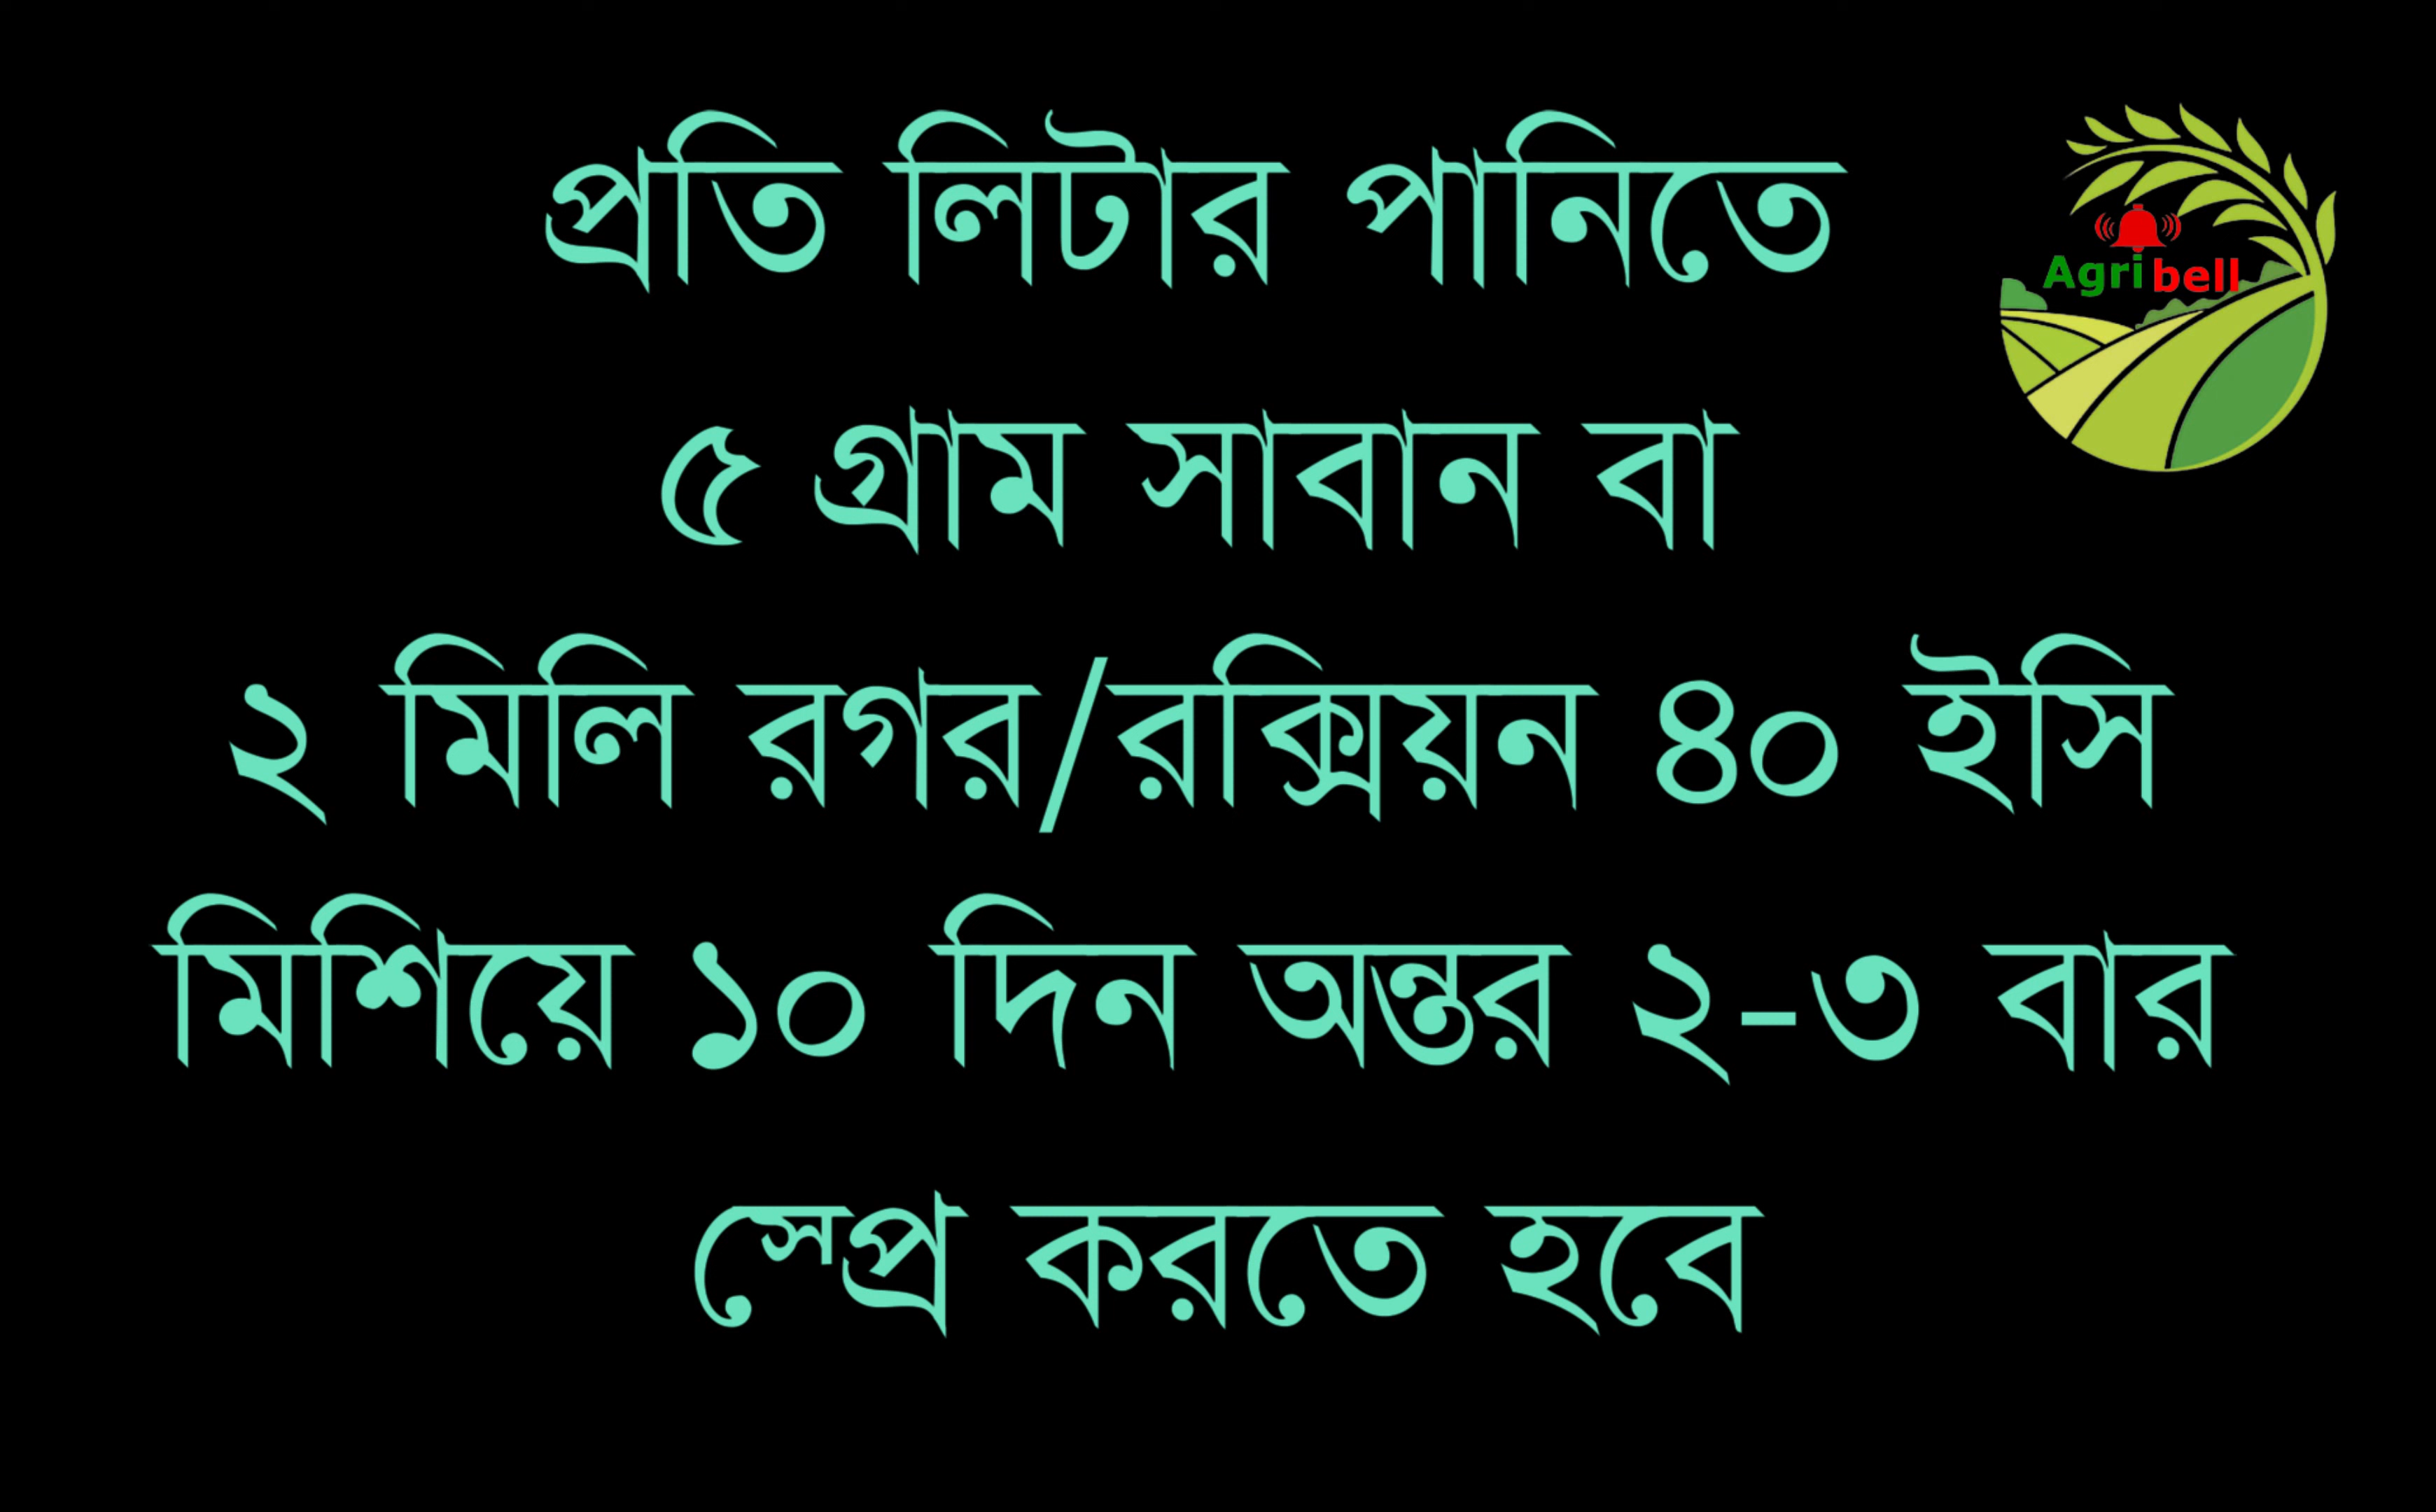 প্রতি লিটার পানিতে
Agri bell
৫ গ্রাম সাবান বা
২ মিলি রগর/রক্সিয়ন ৪০ ইসি
মিশিয়ে ১০ দিন অন্তর ২-৩ বার
স্প্রে করতে হবে